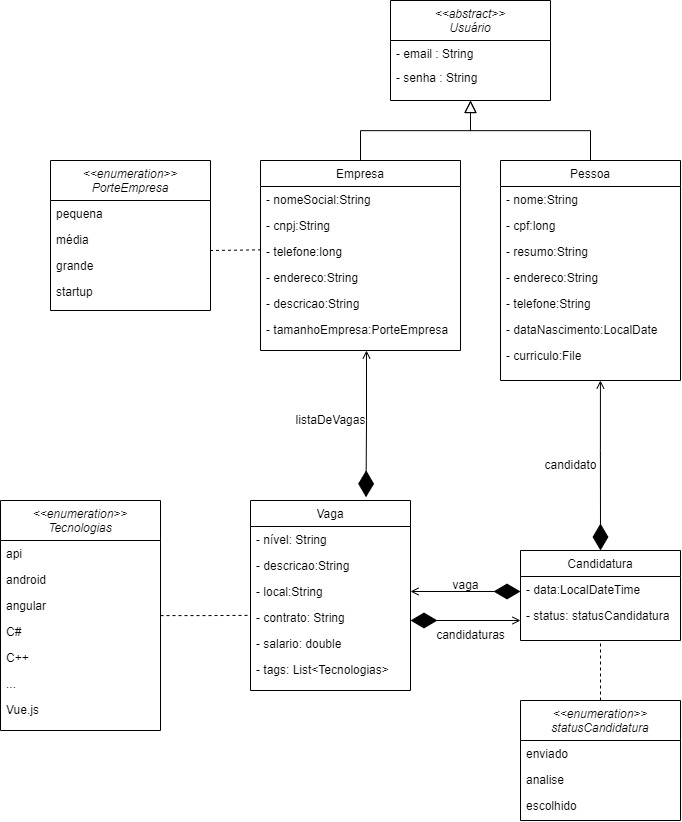 <<abstract>>
Usuário
- email : String
- senha : String
<<enumeration>>
PorteEmpresa
pequena
média
grande
startup
Empresa
- nomeSocial:String
- cnpj:String
- telefone:long
- endereco:String
- descricao:String
- tamanhoEmpresa:PorteEmpresa
Pessoa
- nome:String
- cpf:long
- resumo:String
- endereco:String
- telefone:String
- dataNascimento:LocalDate
- curriculo:File
listaDeVagas
candidato
<<enumeration>>
Tecnologias
api
android
angular
C#
C++
...
Vue.js
Vaga
- nível: String
- descricao:String
- local:String
- contrato: String
- salario: double
- tags: List<Tecnologias>
vaga
candidaturas
Candidatura
- data:LocalDateTime
- status: statusCandidatura
<<enumeration>>
statusCandidatura
enviado
analise
escolhido